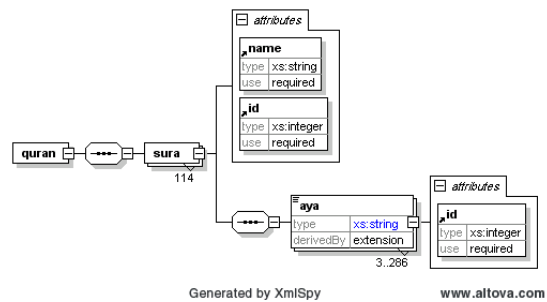 attributes
name
type xs:string
use required
id
type xs:integer
use required
quran
sura
114
aya
type xs:string
derivedBy extension
3..286
attributes
id
type xs:integer
use required
Generated by XmlSpy www.altova.com